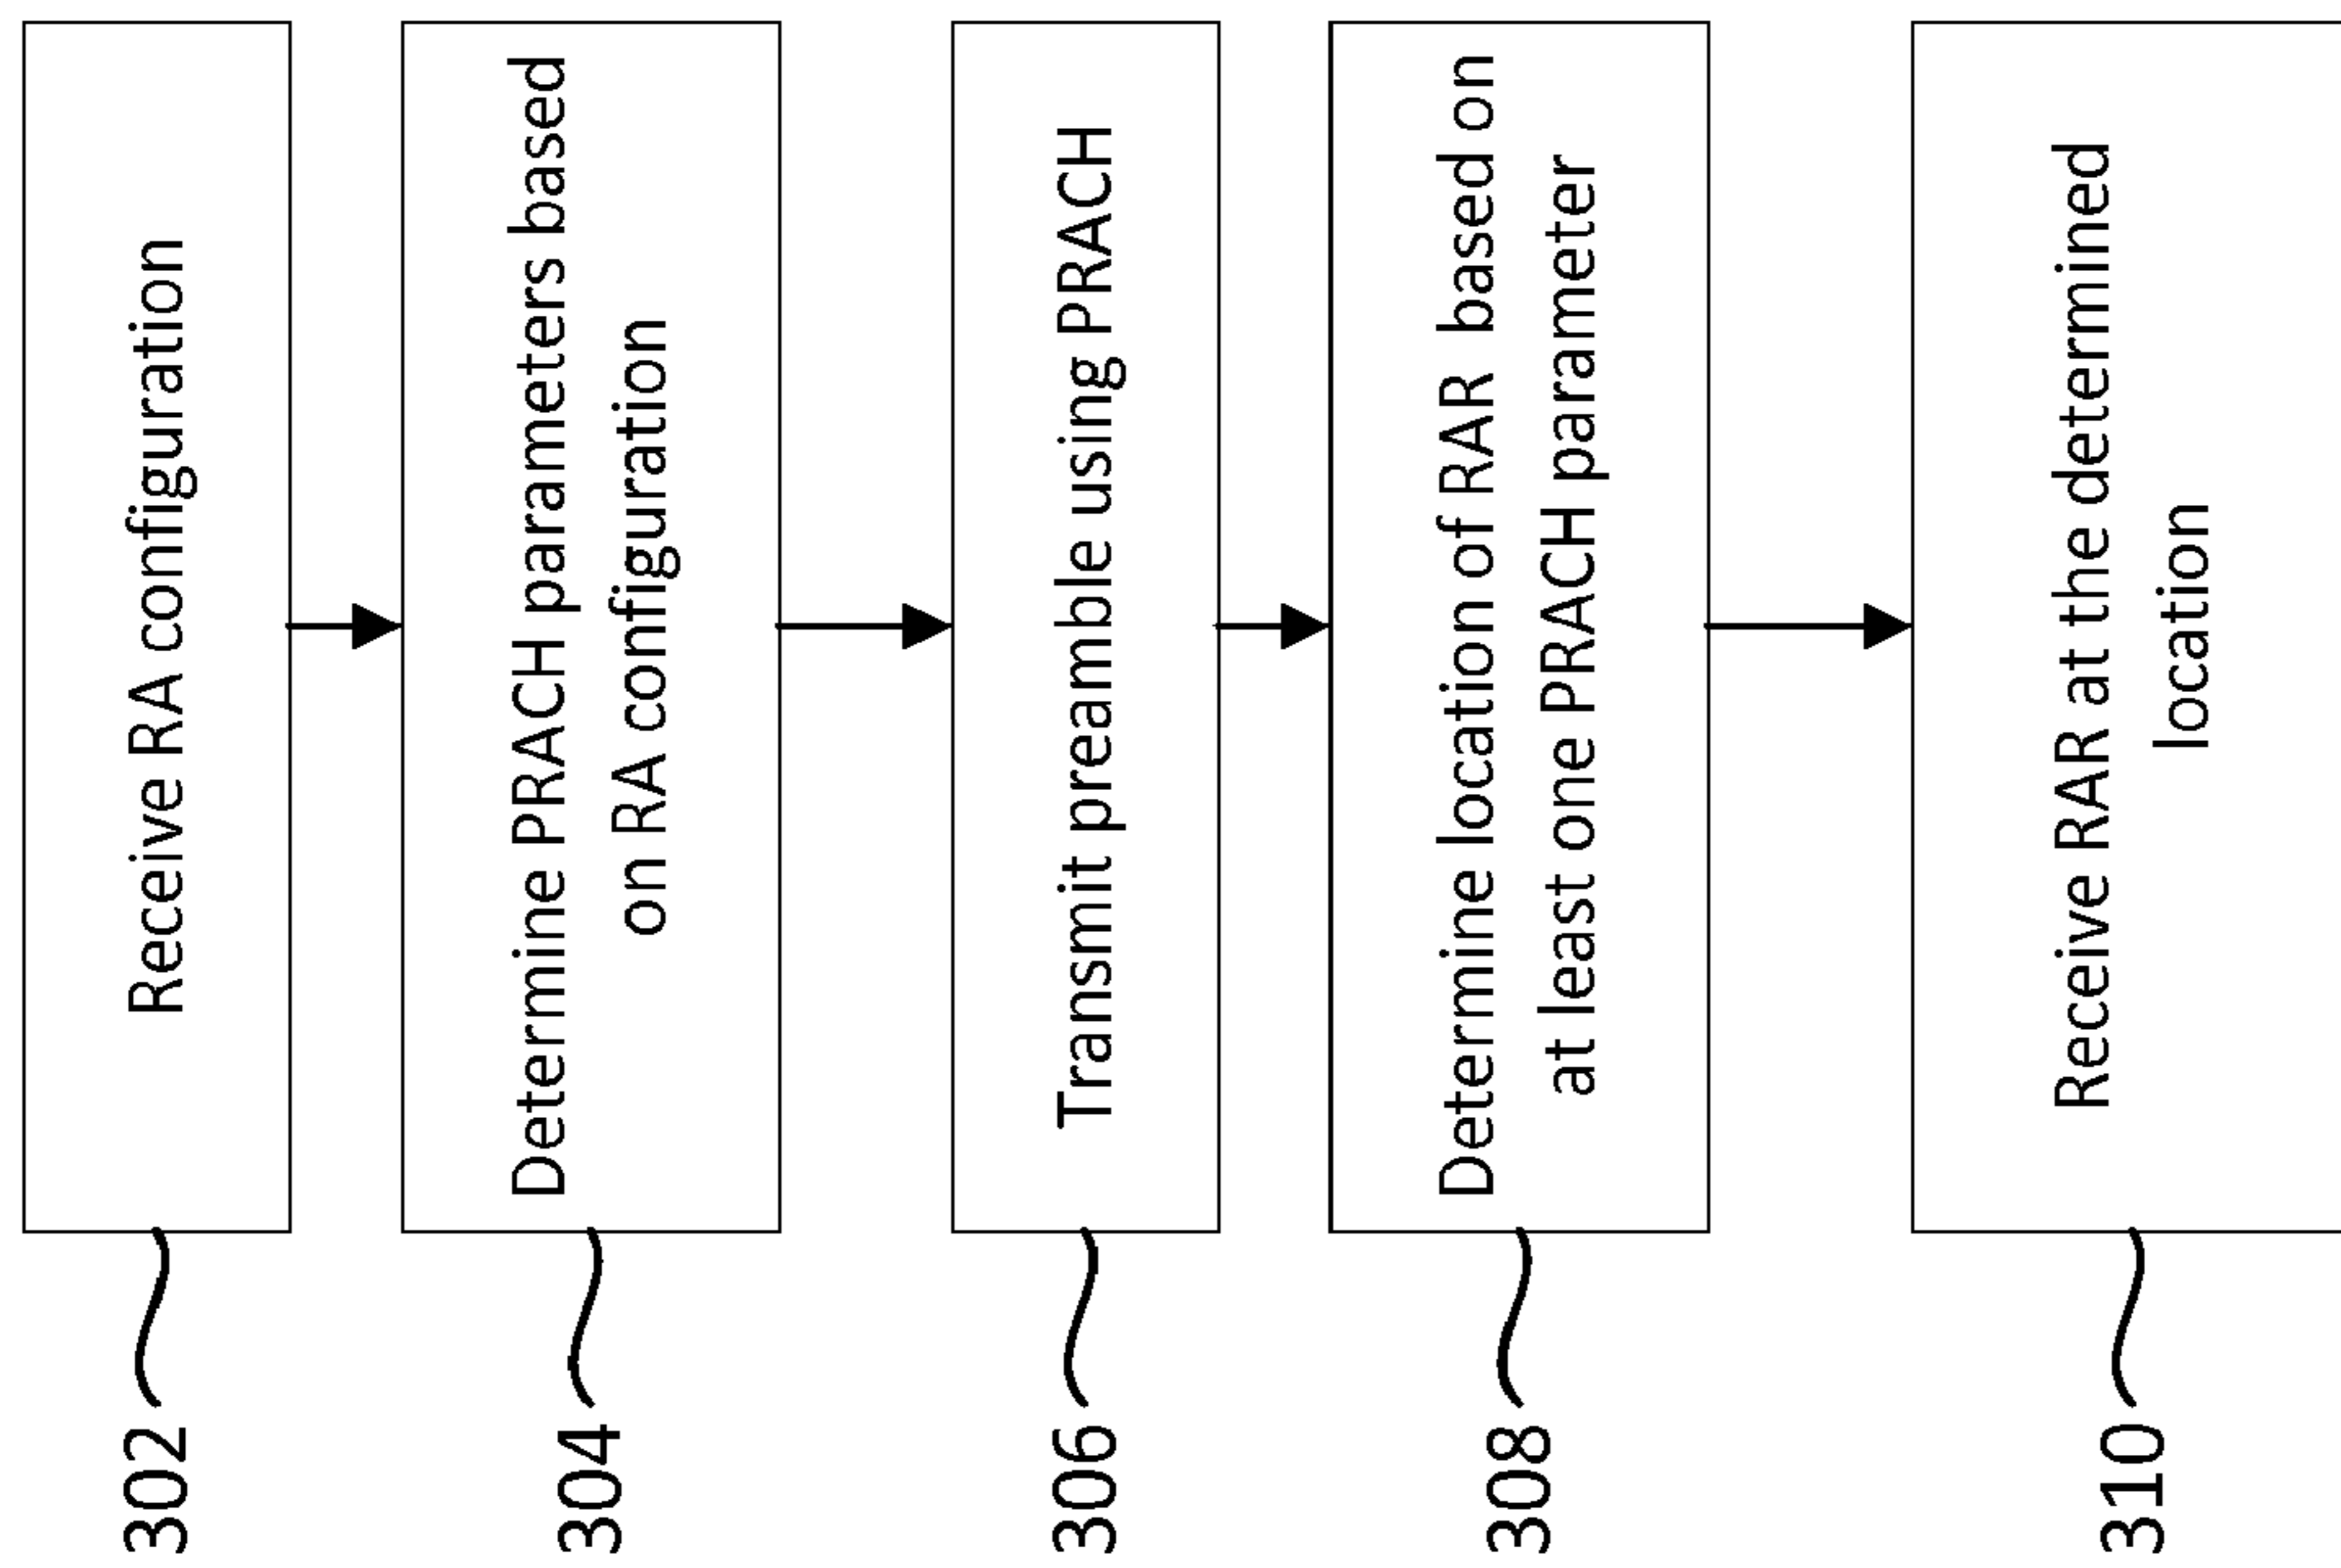 302
Receive RA configuration
304
Determine PRACH parameters based
on RA configuration
306
Transmit preamble using PRACH
308
Determine location of RAR based on
at least one PRACH parameter
310
Receive RAR at the determined
location